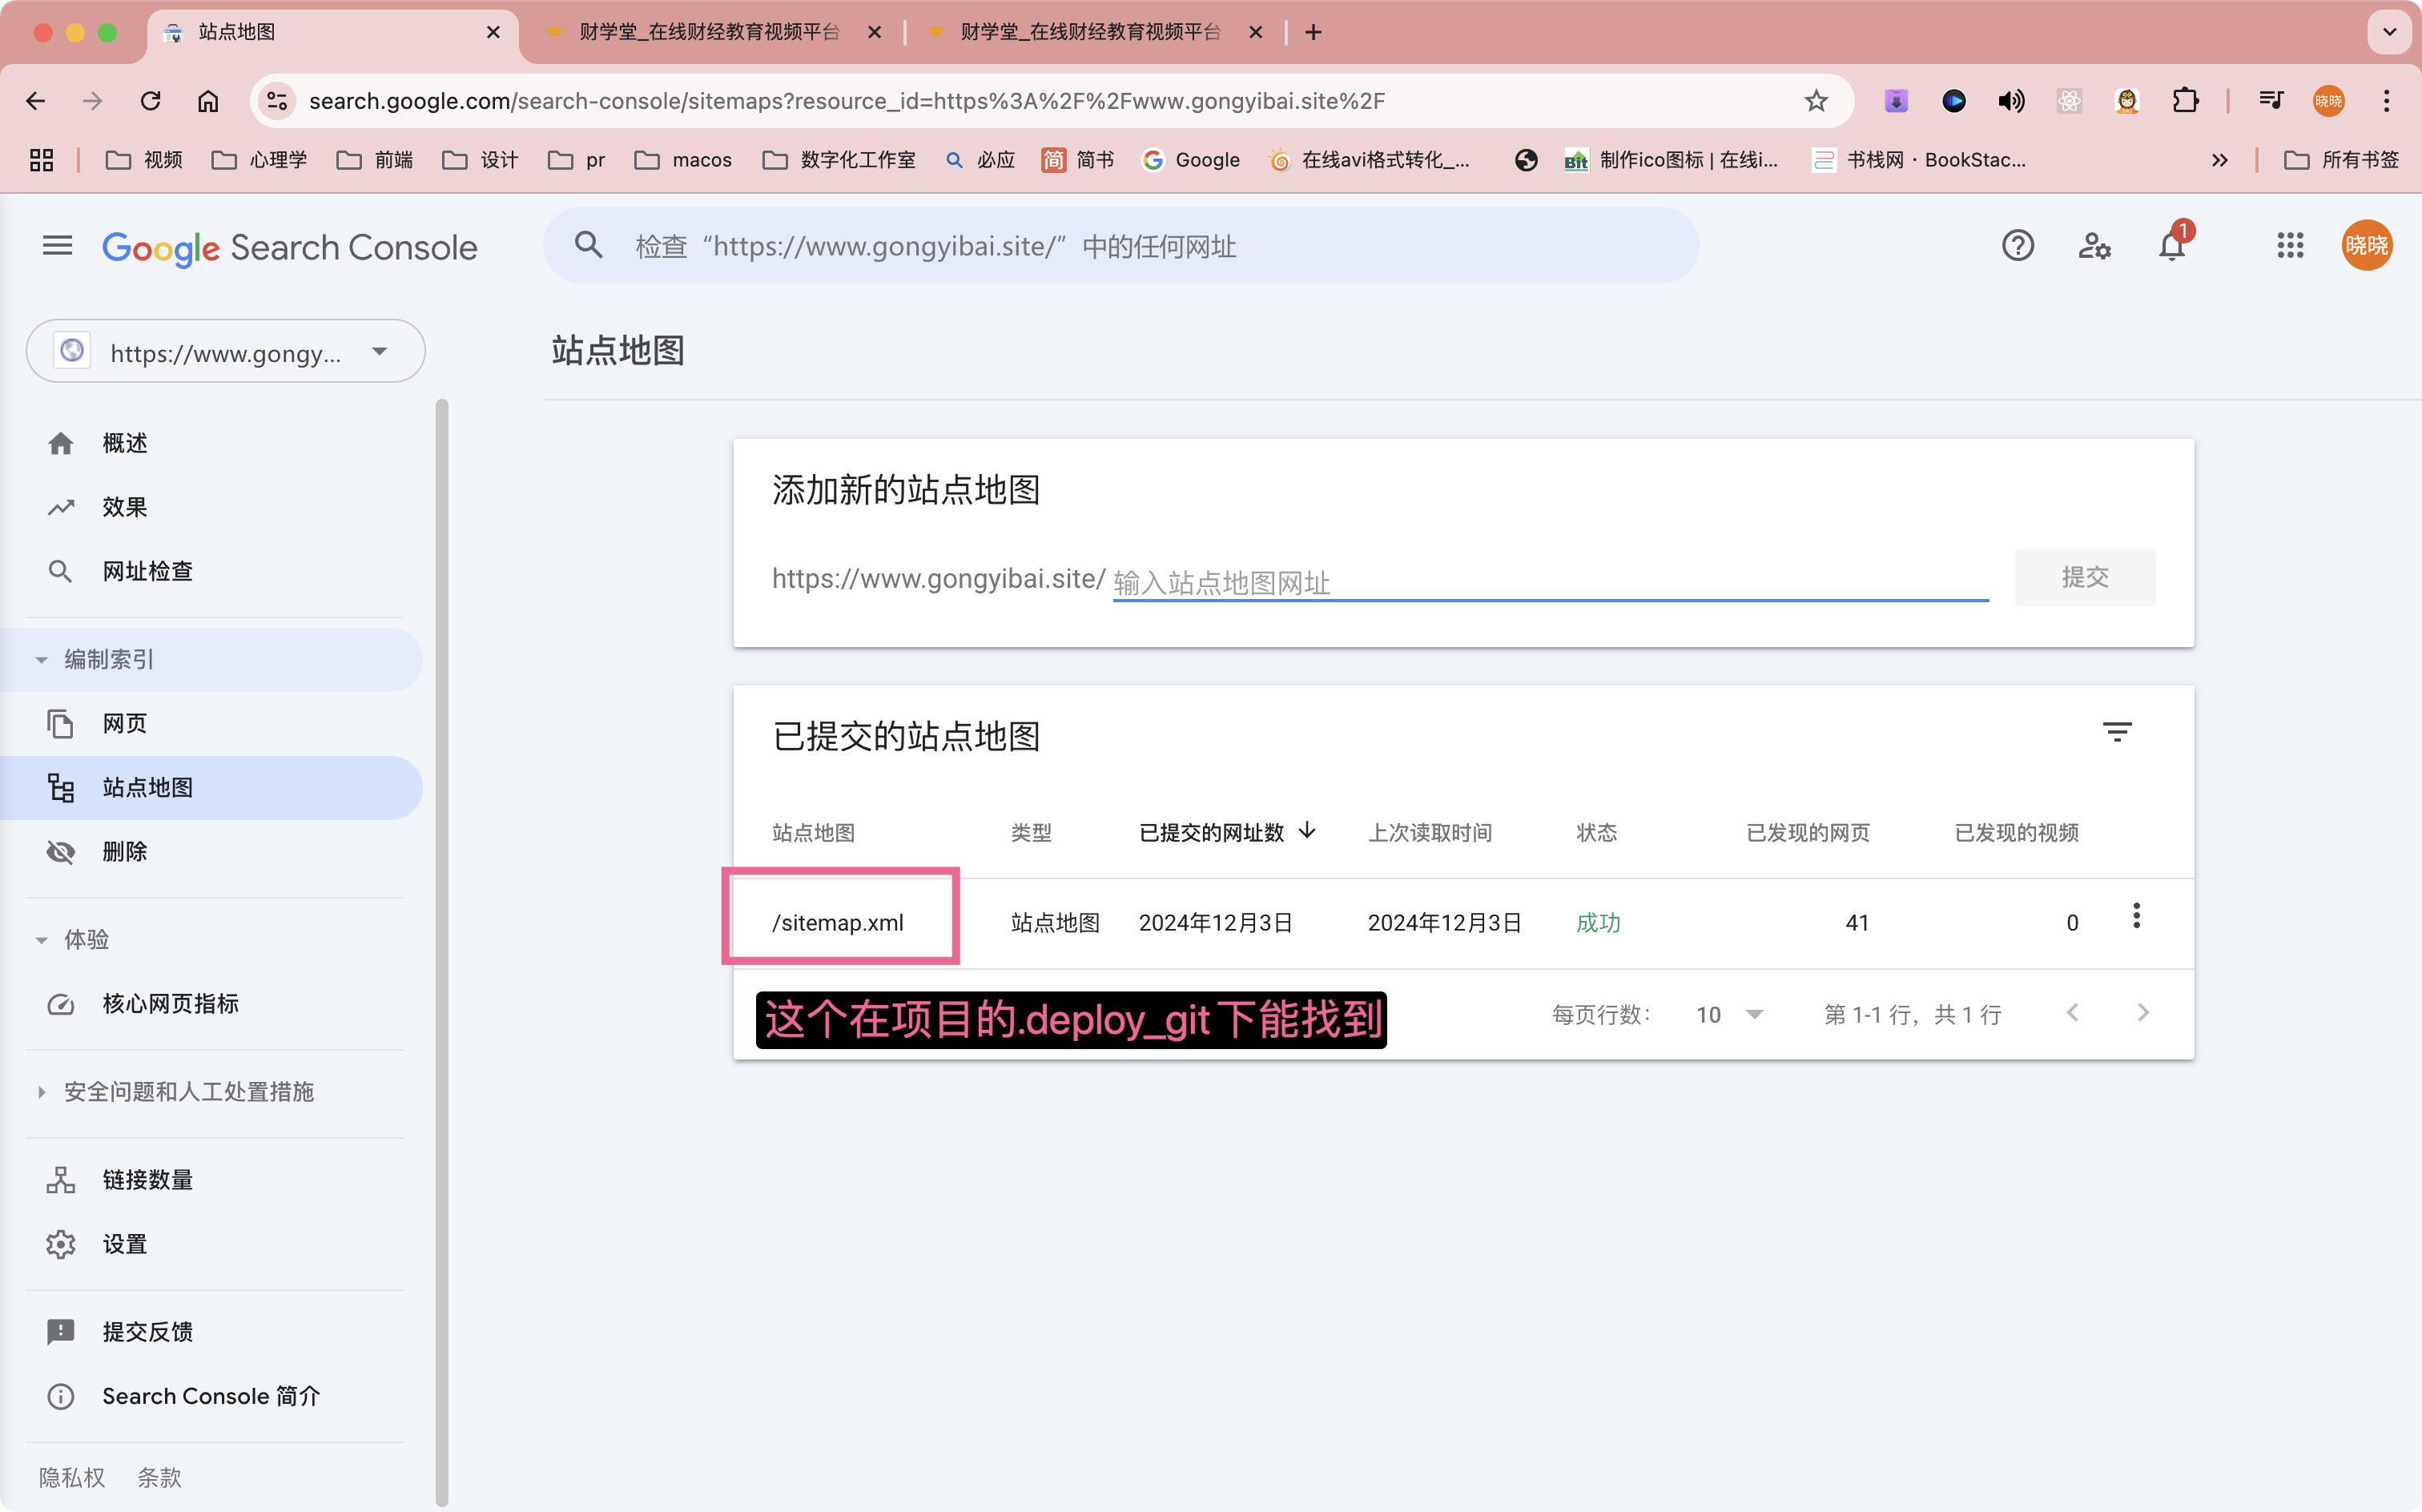 站点地图
财学堂_在线财经教育视频平台
财学堂_在线财经教育视频平台
search.google.com/search-console/sitemaps?resource_id=https%3A%2F%2Fwww.gongyibai.site%2F
晓晓
视频 心理学 前端 设计 pr macos 数字化工作室 必应 简 简书 Google 在线avi格式转化_... Bit 制作ico图标 | 在线i... 书栈网 · BookStac... 所有书签
Google Search Console
检查“https://www.gongyibai.site/”中的任何网址
1
晓晓
https://www.gongy...
概述
效果
网址检查
编制索引
网页
站点地图
删除
体验
核心网页指标
安全问题和人工处置措施
链接数量
设置
提交反馈
Search Console 简介
隐私权 条款
站点地图
添加新的站点地图
https://www.gongyibai.site/ 输入站点地图网址 提交
已提交的站点地图
站点地图 类型 已提交的网址数 上次读取时间 状态 已发现的网页 已发现的视频
/sitemap.xml 站点地图 2024年12月3日 2024年12月3日 成功 41 0
这个在项目的.deploy_git下能找到
每页行数： 10 第 1-1 行，共 1 行